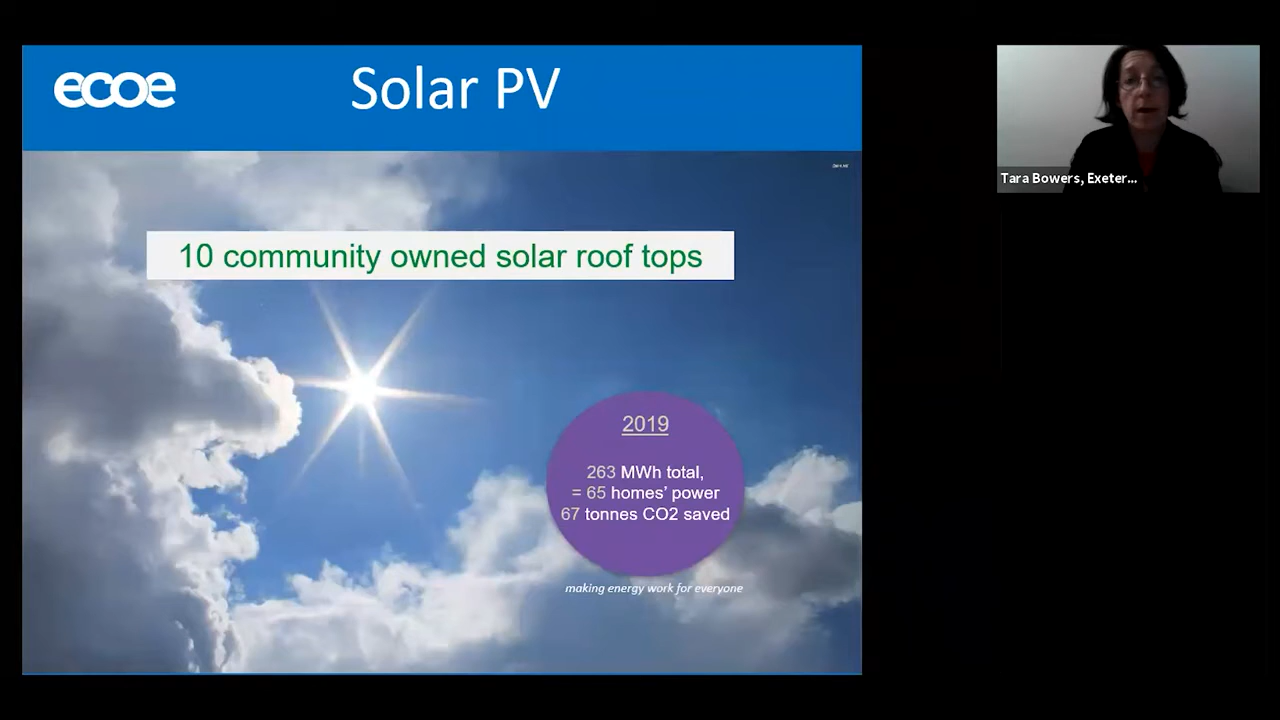 ecoe
Solar PV
10 community owned solar roof tops
2019
263 MWh total,
= 65 homes' power
67 tonnes CO2 saved
making energy work for everyone
Tara Bowers, Exeter...